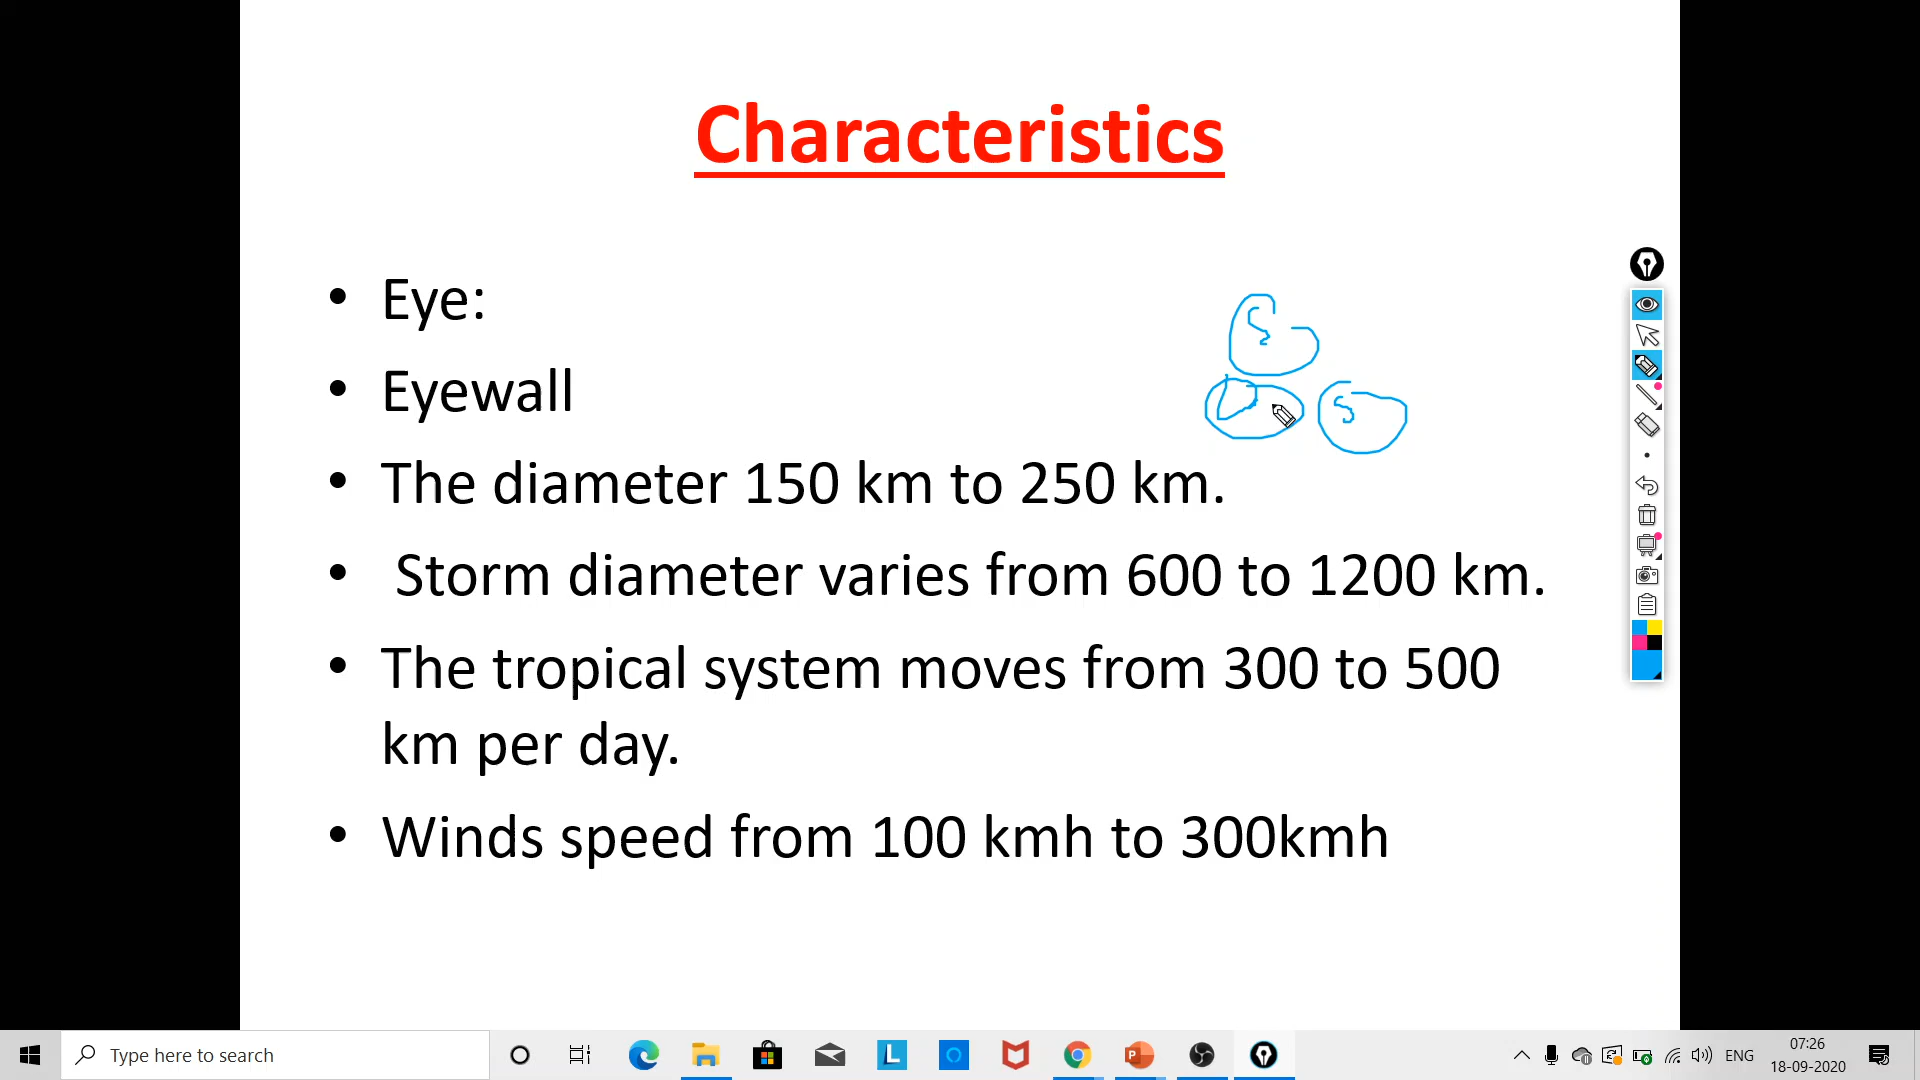 Characteristics
• Eye:
• Eyewall
S
S
• The diameter 150 km to 250 km.
• Storm diameter varies from 600 to 1200 km.
• The tropical system moves from 300 to 500
km per day.
• Winds speed from 100 kmh to 300kmh
Type here to search
ENG
07:26
18-09-2020